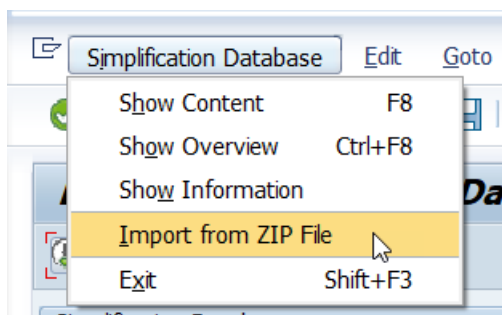 Simplification Database Edit Goto
Show Content F8
Show Overview Ctrl+F8
Show Information
Import from ZIP File
Exit Shift+F3